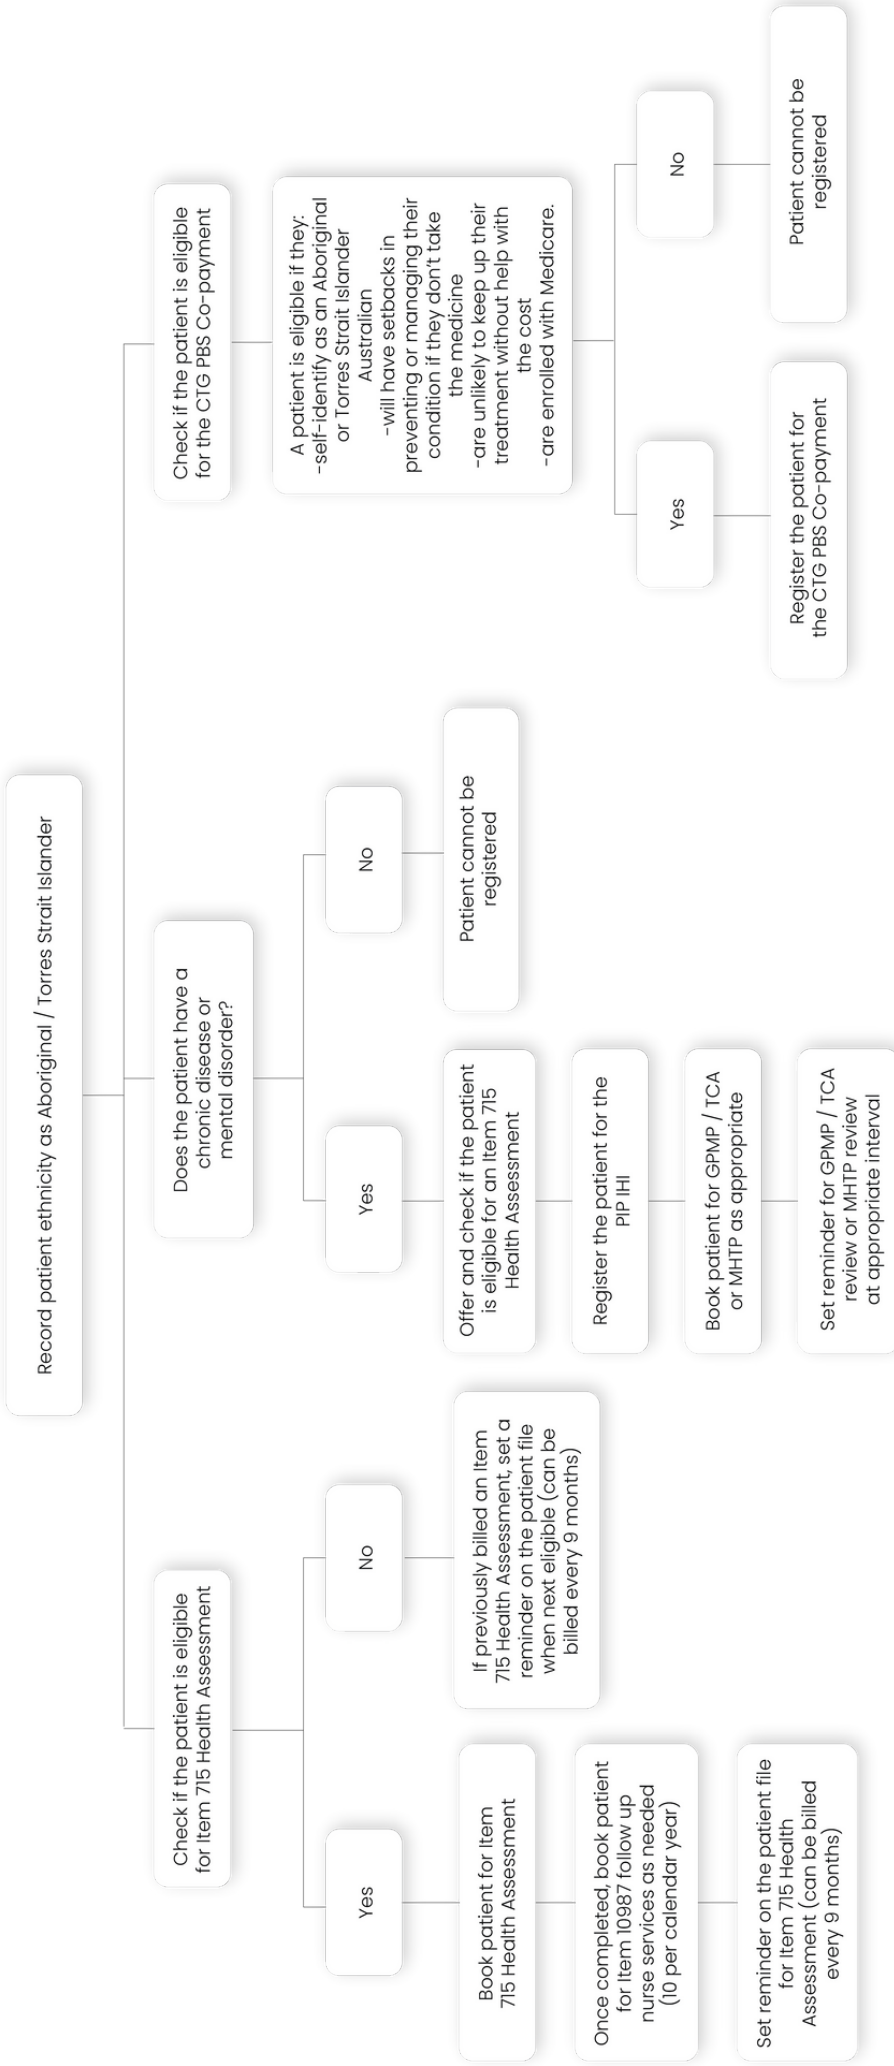 Record patient ethnicity as Aboriginal / Torres Strait Islander
Check if the patient is eligible
for Item 715 Health Assessment
Yes
Book patient for Item
715 Health Assessment
Once completed, book patient
for Item 10987 follow up
nurse services as needed
(10 per calendar year)
Set reminder on the patient file
for Item 715 Health
Assessment (can be billed
every 9 months)
No
If previously billed an Item
715 Health Assessment, set a
reminder on the patient file
when next eligible (can be
billed every 9 months)
Does the patient have a
chronic disease or
mental disorder?
Yes
Offer and check if the patient
is eligible for an Item 715
Health Assessment
Register the patient for the
PIP IHI
Book patient for GPMP / TCA
or MHTP as appropriate
Set reminder for GPMP / TCA
review or MHTP review
at appropriate interval
No
Patient cannot be
registered
Check if the patient is eligible
for the CTG PBS Co-payment
A patient is eligible if they:
-self-identify as an Aboriginal
or Torres Strait Islander
Australian
-will have setbacks in
preventing or managing their
condition if they don't take
the medicine
-are unlikely to keep up their
treatment without help with
the cost
-are enrolled with Medicare.
Yes
Register the patient for
the CTG PBS Co-payment
No
Patient cannot be
registered